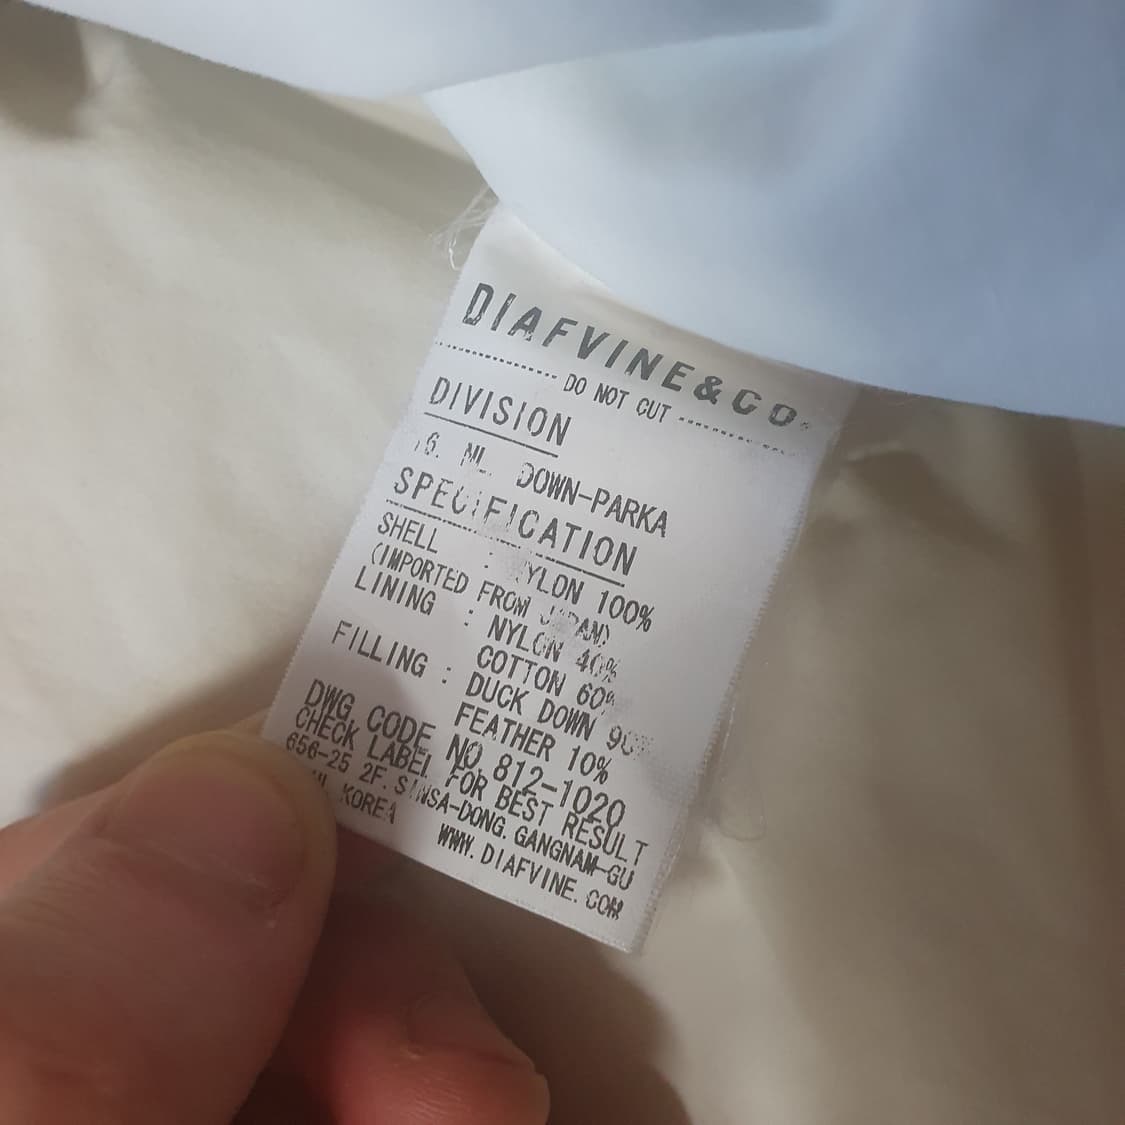 DIAFVINE&CO.
DO NOT CUT
DIVISION
DOWN-PARKA
SPECIFICATION
SHELL : NYLON 100%
(IMPORTED FROM JAPAN)
LINING : NYLON 40%
COTTON 60%
FILLING : DUCK DOWN 90%
FEATHER 10%
DWG CODE NO. 812-1020
CHECK LABEL FOR BEST RESULT
656-25 2F. SINSA-DONG. GANGNAM-GU
KOREA
WWW.DIAFVINE.COM